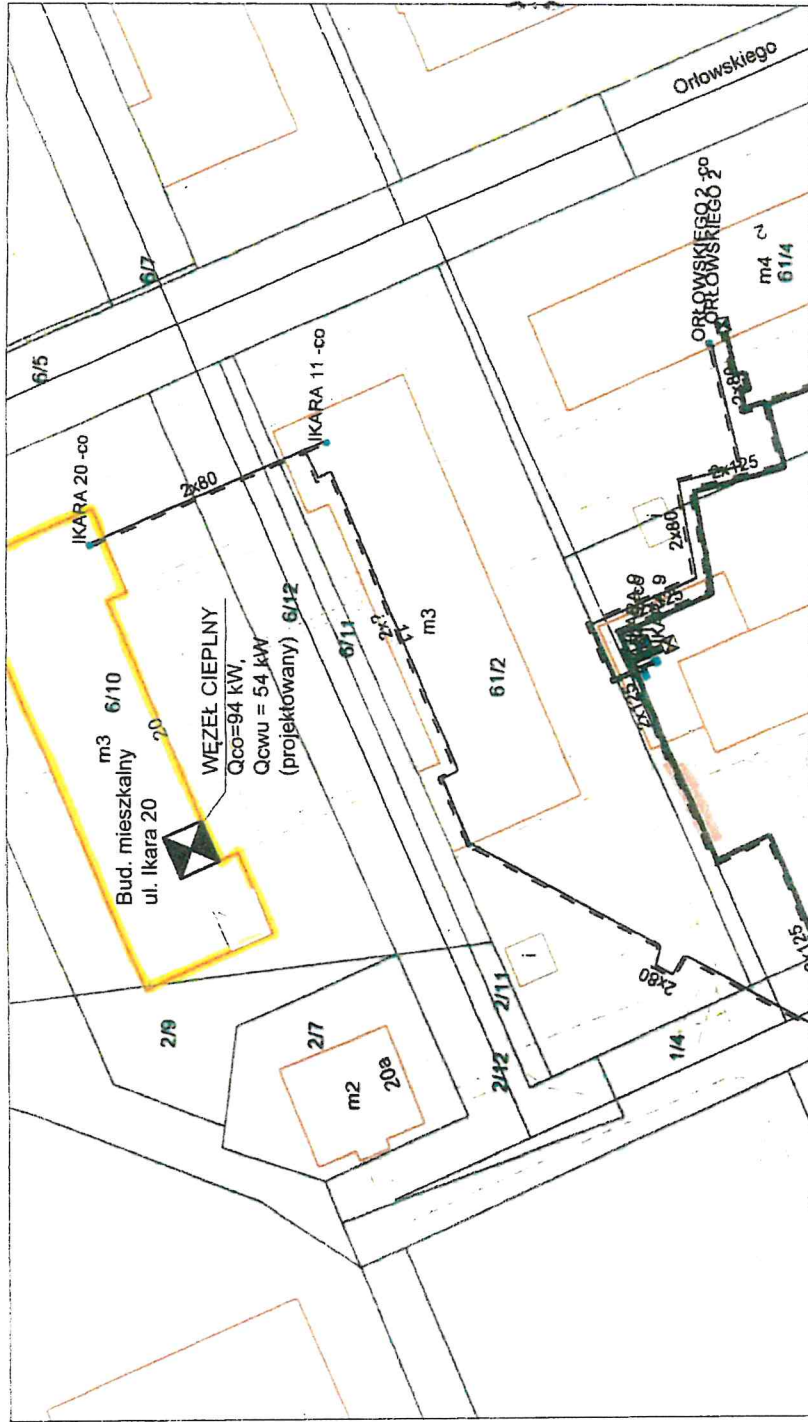 6/5
6/7
Orłowskiego
IKARA 20 -co
2x80
IKARA 11 -co
m3
6/10
20
Bud. mieszkalny
ul. Ikara 20
WĘZEŁ CIEPLNY
Qco=94 kW,
Qcwu = 54 kW
(projektowany)
6/12
6/11
11
m3
61/2
ORŁOWSKIEGO 2 -co
ORŁOWSKIEGO 2
2
m4
61/4
2x80
2x125
2x80
i
2x125
2/9
2/7
m2
20a
2/11
2/12
i
2x80
1/4
2x125